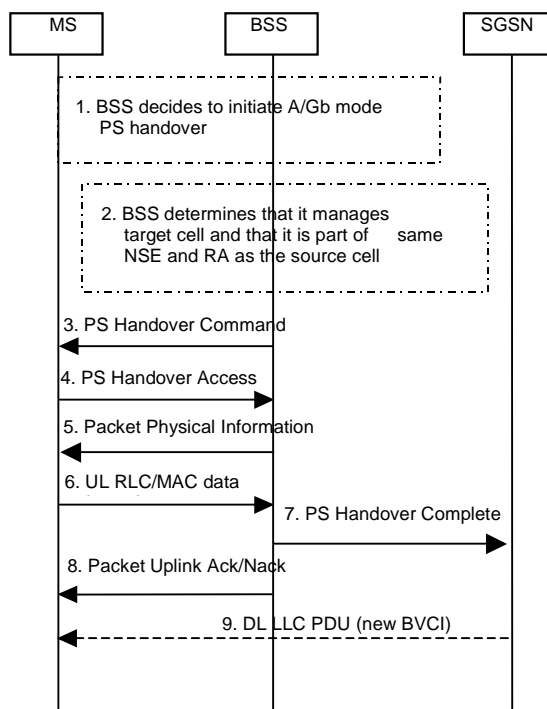 MS BSS SGSN
1. BSS decides to initiate A/Gb mode
PS handover
2. BSS determines that it manages
target cell and that it is part of same
NSE and RA as the source cell
3. PS Handover Command
4. PS Handover Access
5. Packet Physical Information
6. UL RLC/MAC data
7. PS Handover Complete
8. Packet Uplink Ack/Nack
9. DL LLC PDU (new BVCI)